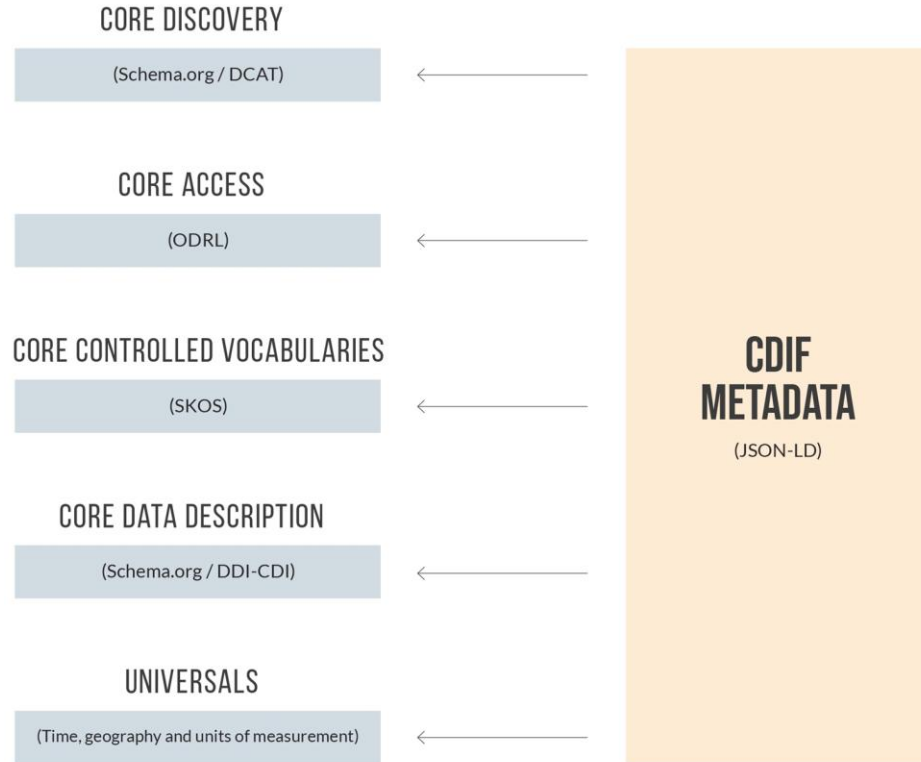 CORE DISCOVERY
(Schema.org / DCAT)
CORE ACCESS
(ODRL)
CORE CONTROLLED VOCABULARIES
(SKOS)
CORE DATA DESCRIPTION
(Schema.org / DDI-CDI)
UNIVERSALS
(Time, geography and units of measurement)
CDIF
METADATA
(JSON-LD)